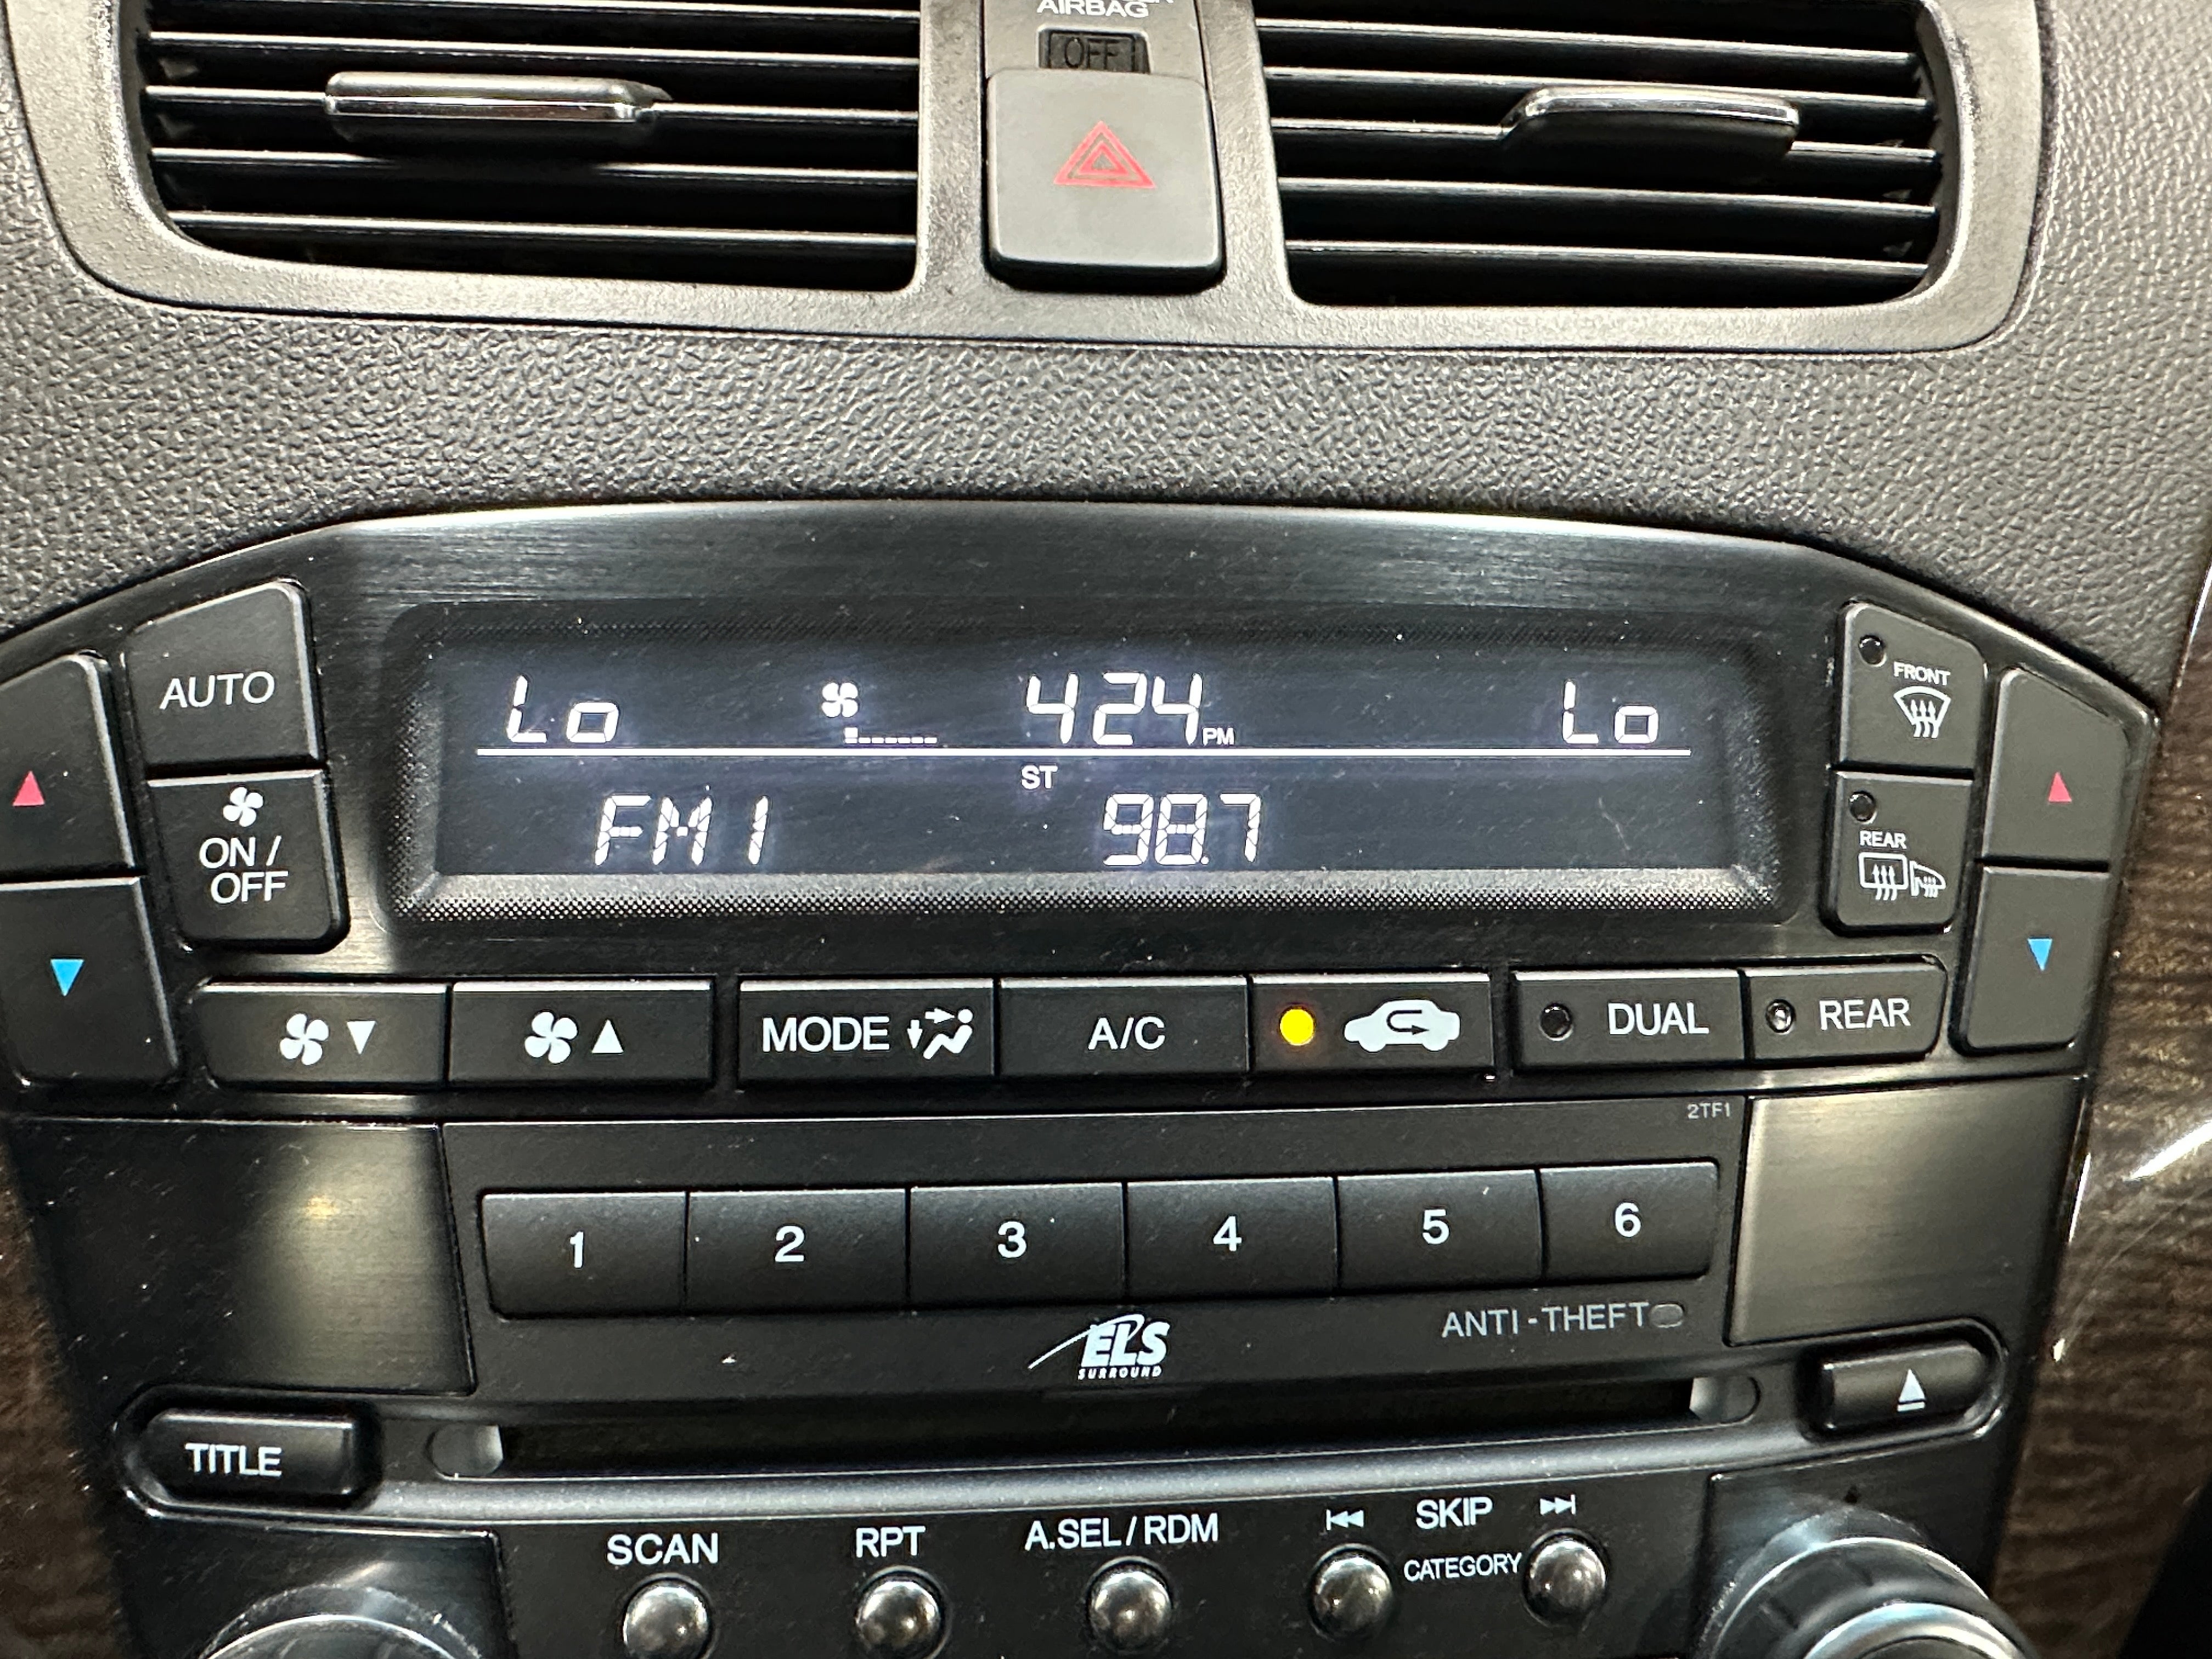 AIRBAG
OFF
AUTO
ON /
OFF
Lo 424 PM Lo
ST
FM1 98.7
FRONT
REAR
MODE A/C DUAL REAR
2TF1
1 2 3 4 5 6
ANTI-THEFT
ELS
SURROUND
TITLE
SCAN RPT A.SEL/RDM SKIP
CATEGORY